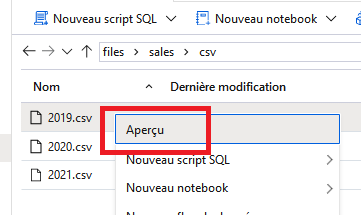 Nouveau script SQL Nouveau notebook
files > sales > csv
Nom Dernière modification
2019.csv
Aperçu
2020.csv
Nouveau script SQL
2021.csv
Nouveau notebook